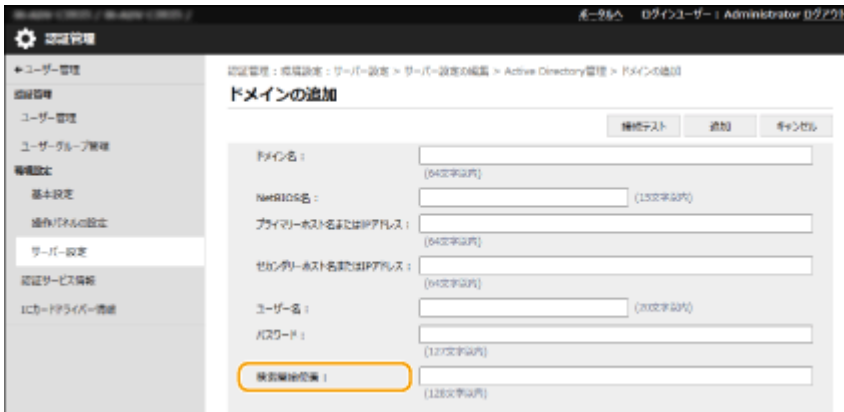 ポータルへ ログインユーザー : Administrator ログアウト
認証管理
ユーザー管理
認証管理
ユーザー管理
ユーザーグループ管理
環境設定
基本設定
操作パネルの設定
サーバー設定
認証サービス情報
ICカードドライバー情報
認証管理 : 環境設定 : サーバー設定 > サーバー設定の編集 > Active Directory管理 > ドメインの追加
ドメインの追加
接続テスト 追加 キャンセル
ドメイン名 :
(64文字以内)
NetBIOS名 : (15文字以内)
プライマリーホスト名またはIPアドレス :
(64文字以内)
セカンダリーホスト名またはIPアドレス :
(64文字以内)
ユーザー名 : (20文字以内)
パスワード :
(127文字以内)
検索開始位置 :
(128文字以内)